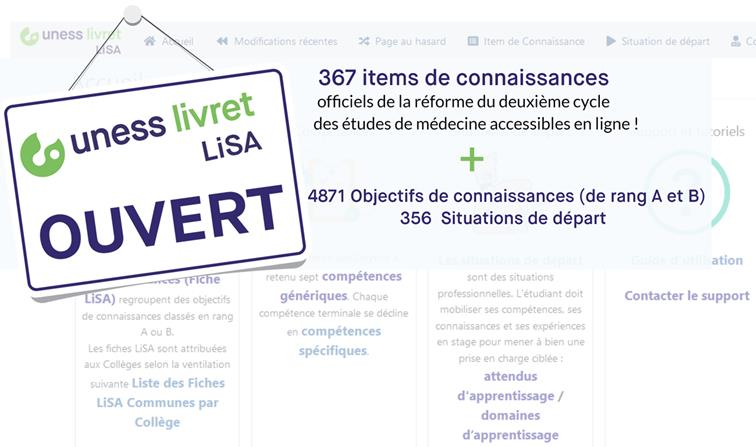 uness livret
LiSA
Accueil
Modifications récentes
Page au hasard
Item de Connaissance
Situation de départ
Co
Accueil
uness livret
LiSA
OUVERT
367 items de connaissances
officiels de la réforme du deuxième cycle
des études de médecine accessibles en ligne !
+
4871 Objectifs de connaissances (de rang A et B)
356 Situations de départ
et tutoriels
?
Guide d'utilisation
Contacter le support
(Fiche
LiSA) regroupent des objectifs
de connaissances classés en rang
A ou B.
Les fiches LiSA sont attribuées
aux Collèges selon la ventilation
suivante Liste des Fiches
LiSA Communes par
Collège
retenu sept compétences
génériques. Chaque
compétence terminale se décline
en compétences
spécifiques.
Les situations de départ
sont des situations
professionnelles. L'étudiant doit
mobiliser ses compétences, ses
connaissances et ses expériences
en stage pour mener à bien une
prise en charge ciblée :
attendus
d'apprentissage /
domaines
d'apprentissage